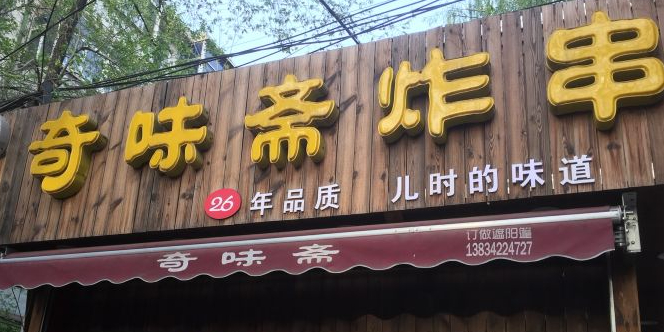 奇味斋炸串
26年品质 儿时的味道
奇味斋
订做遮阳篷
13834224727